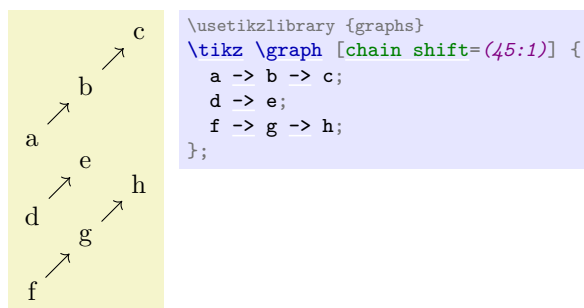 c
b
a
e
d
h
g
f
\usetikzlibrary {graphs}
\tikz \graph [chain shift=(45:1)] {
  a -> b -> c;
  d -> e;
  f -> g -> h;
};